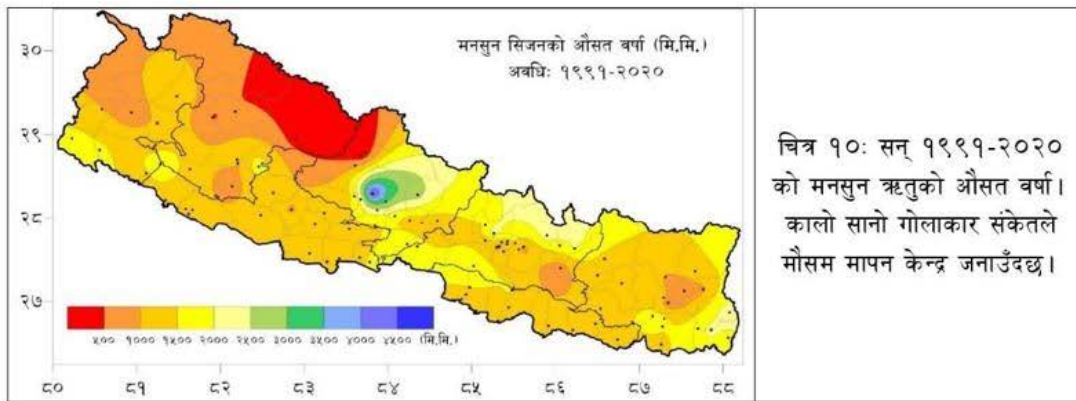 मनसुन सिजनको औसत वर्षा (मि.मि.)
अवधिः १९९१-२०२०
३०
२९
२८
२७
५०० १००० १५०० २००० २५०० ३००० ३५०० ४००० ४५०० (मि.मि.)
८० ८१ ८२ ८३ ८४ ८५ ८६ ८७ ८८
चित्र १०ः सन् १९९१-२०२०
को मनसुन ऋतुको औसत वर्षा।
कालो सानो गोलाकार संकेतले
मौसम मापन केन्द्र जनाउँदछ।